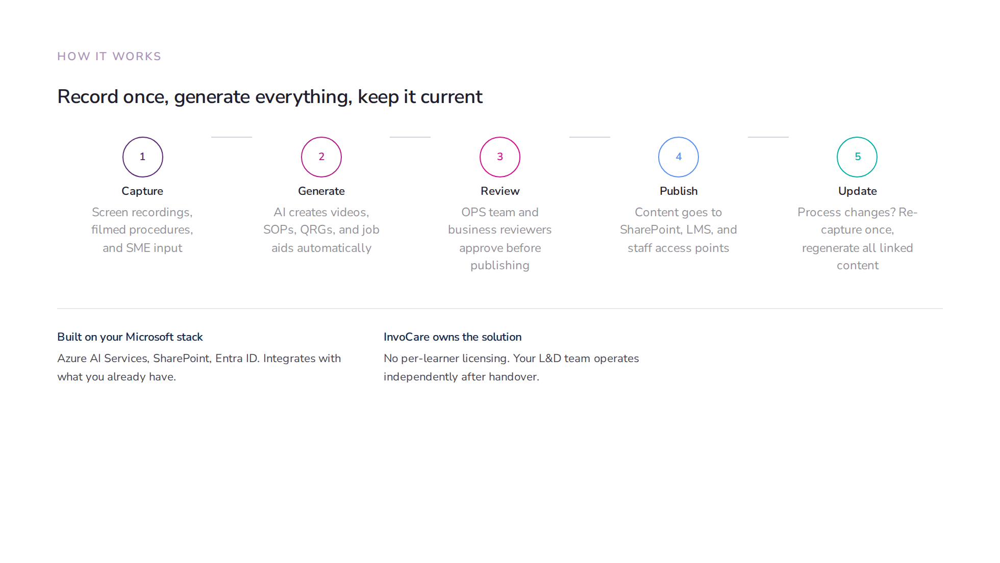 HOW IT WORKS
Record once, generate everything, keep it current
1
Capture
Screen recordings,
filmed procedures,
and SME input
2
Generate
AI creates videos,
SOPs, QRGs, and job
aids automatically
3
Review
OPS team and
business reviewers
approve before
publishing
4
Publish
Content goes to
SharePoint, LMS, and
staff access points
5
Update
Process changes? Re-
capture once,
regenerate all linked
content
Built on your Microsoft stack
Azure AI Services, SharePoint, Entra ID. Integrates with
what you already have.
InvoCare owns the solution
No per-learner licensing. Your L&D team operates
independently after handover.